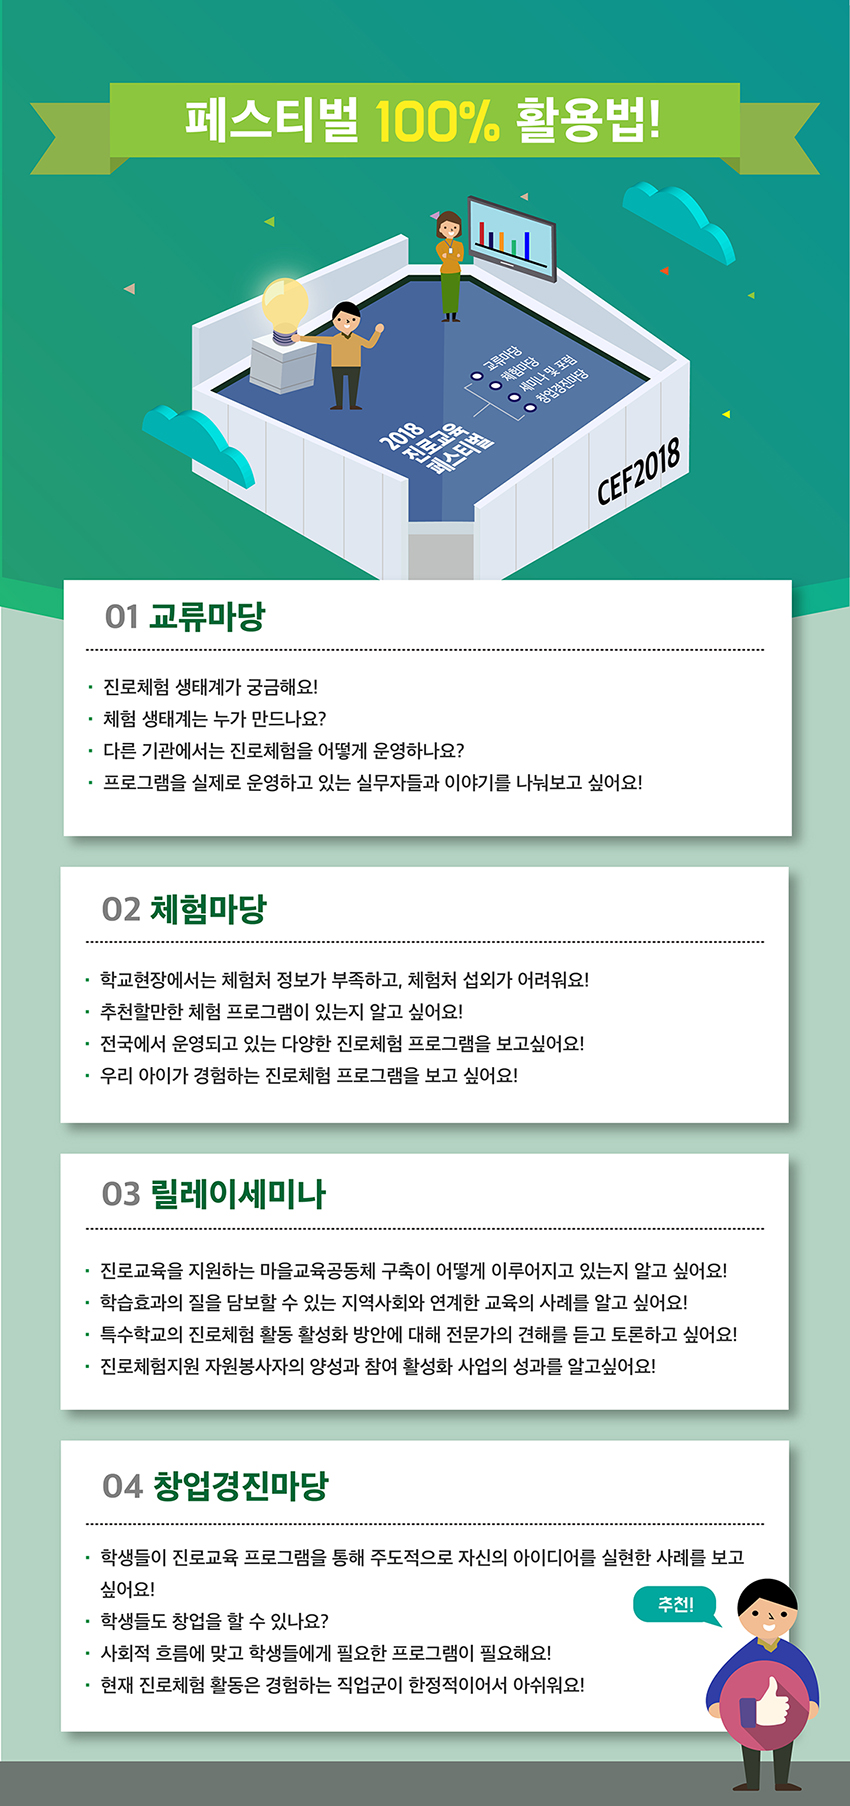 페스티벌 100% 활용법!
교류마당
체험마당
세미나 및 포럼
창업경진마당
2018
진로교육
페스티벌
CEF2018
01 교류마당
· 진로체험 생태계가 궁금해요!
· 체험 생태계는 누가 만드나요?
· 다른 기관에서는 진로체험을 어떻게 운영하나요?
· 프로그램을 실제로 운영하고 있는 실무자들과 이야기를 나눠보고 싶어요!
02 체험마당
· 학교현장에서는 체험처 정보가 부족하고, 체험처 섭외가 어려워요!
· 추천할만한 체험 프로그램이 있는지 알고 싶어요!
· 전국에서 운영되고 있는 다양한 진로체험 프로그램을 보고싶어요!
· 우리 아이가 경험하는 진로체험 프로그램을 보고 싶어요!
03 릴레이세미나
· 진로교육을 지원하는 마을교육공동체 구축이 어떻게 이루어지고 있는지 알고 싶어요!
· 학습효과의 질을 담보할 수 있는 지역사회와 연계한 교육의 사례를 알고 싶어요!
· 특수학교의 진로체험 활동 활성화 방안에 대해 전문가의 견해를 듣고 토론하고 싶어요!
· 진로체험지원 자원봉사자의 양성과 참여 활성화 사업의 성과를 알고싶어요!
04 창업경진마당
· 학생들이 진로교육 프로그램을 통해 주도적으로 자신의 아이디어를 실현한 사례를 보고
싶어요!
· 학생들도 창업을 할 수 있나요?
· 사회적 흐름에 맞고 학생들에게 필요한 프로그램이 필요해요!
· 현재 진로체험 활동은 경험하는 직업군이 한정적이어서 아쉬워요!
추천!